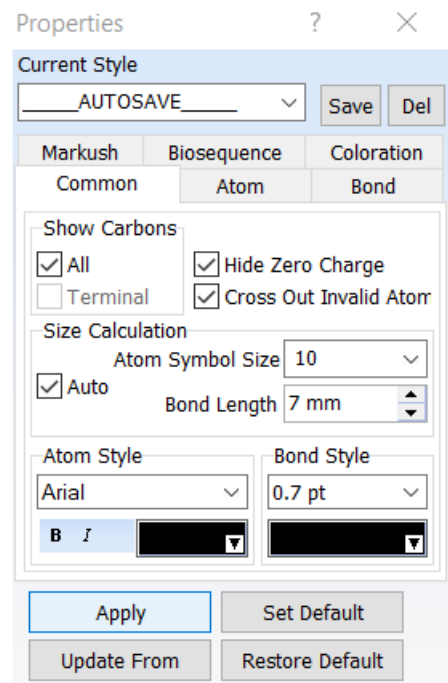 Properties ?
Current Style
_____AUTOSAVE_____
Save Del
Markush Biosequence Coloration
Common Atom Bond
Show Carbons
All Hide Zero Charge
Terminal Cross Out Invalid Atom
Size Calculation
Atom Symbol Size 10
Auto
Bond Length 7 mm
Atom Style Bond Style
Arial 0.7 pt
B I
Apply Set Default
Update From Restore Default